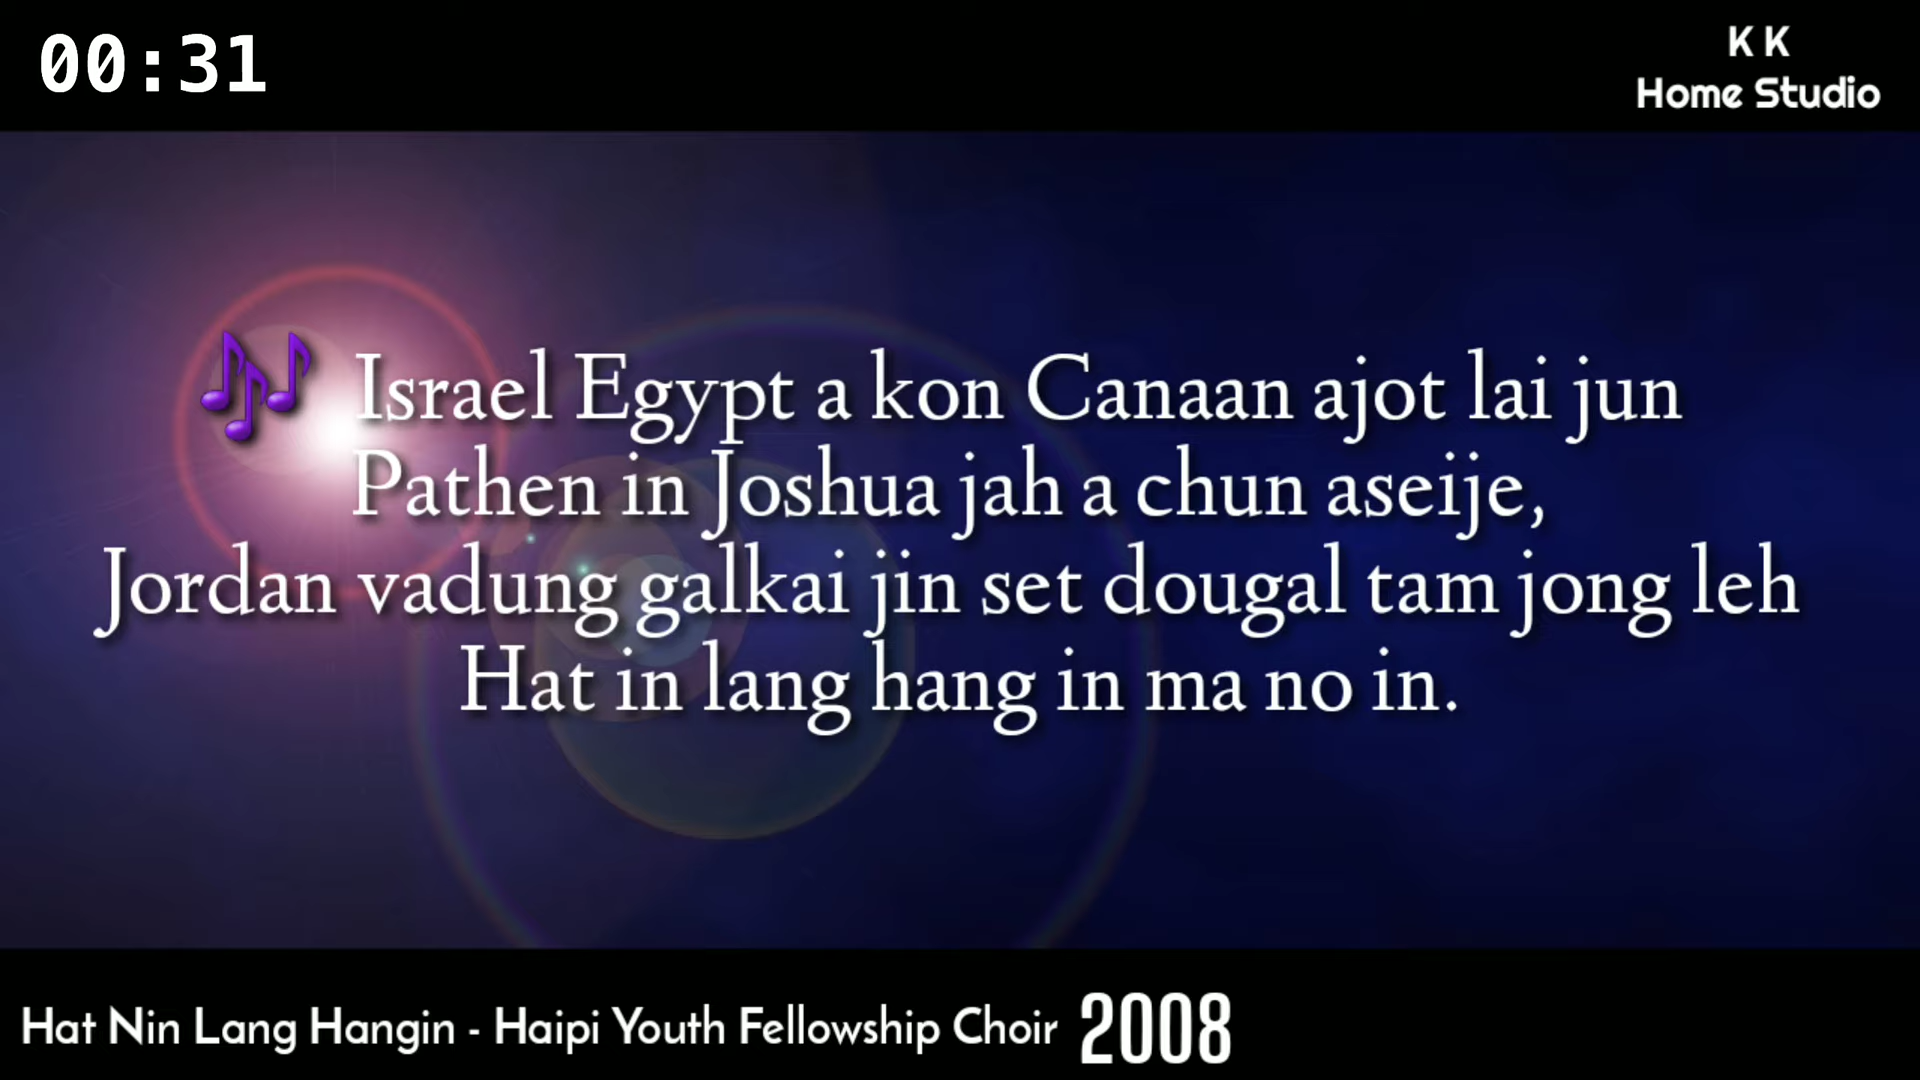 00:31
K K
Home Studio
Israel Egypt a kon Canaan ajot lai jun
Pathen in Joshua jah a chun aseije,
Jordan vadung galkai jin set dougal tam jong leh
Hat in lang hang in ma no in.
Hat Nin Lang Hangin - Haipi Youth Fellowship Choir 2008